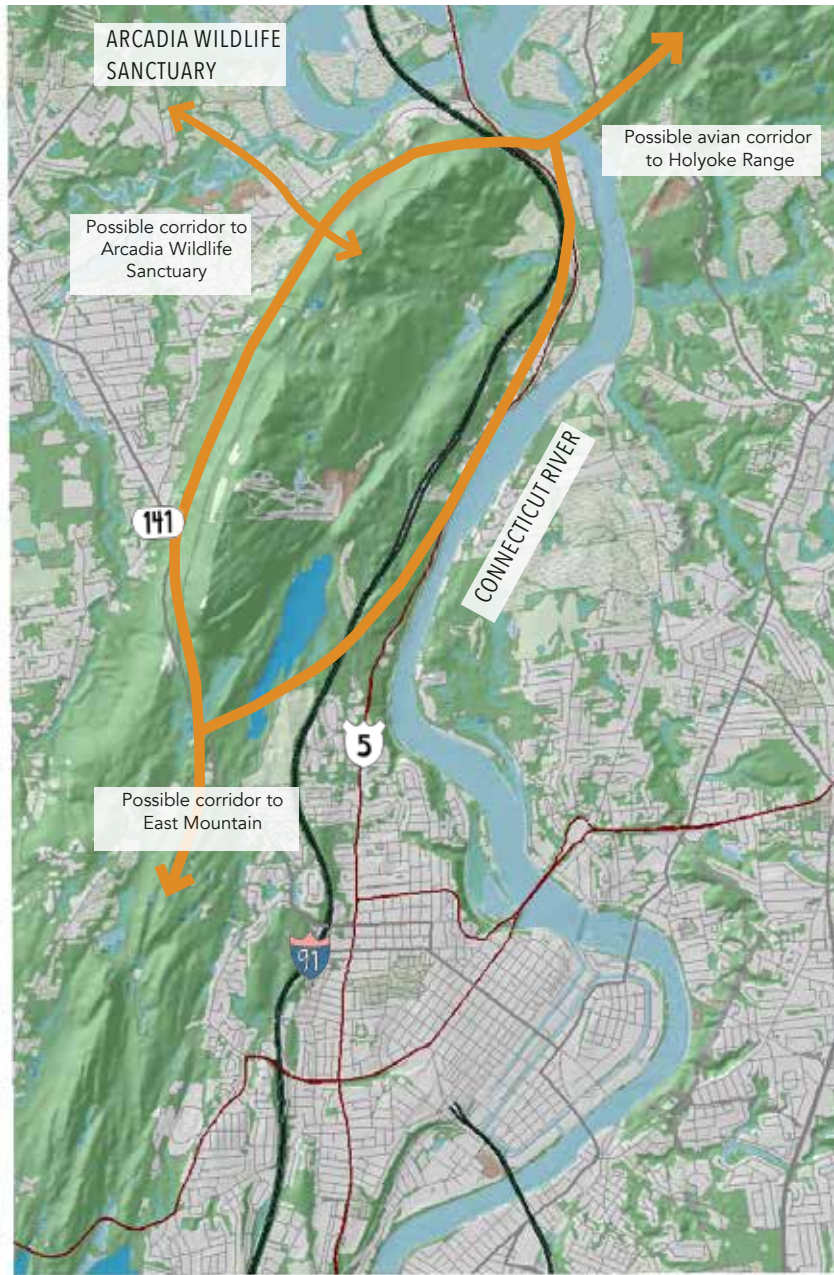 ARCADIA WILDLIFE
SANCTUARY
Possible avian corridor
to Holyoke Range
Possible corridor to
Arcadia Wildlife
Sanctuary
141
CONNECTICUT RIVER
5
Possible corridor to
East Mountain
91